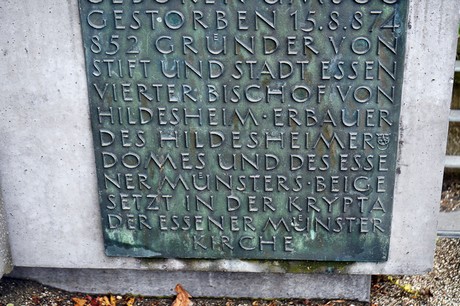 GESTORBEN 15.8.874
852 GRÜNDER VON
STIFT UND STADT ESSEN
VIERTER BISCHOF VON
HILDESHEIM·ERBAUER
DES HILDESHEIMER
DOMES UND DES ESSE
NER MÜNSTERS·BEIGE
SETZT IN DER KRYPTA
DER ESSENER MÜNSTER
KIRCHE